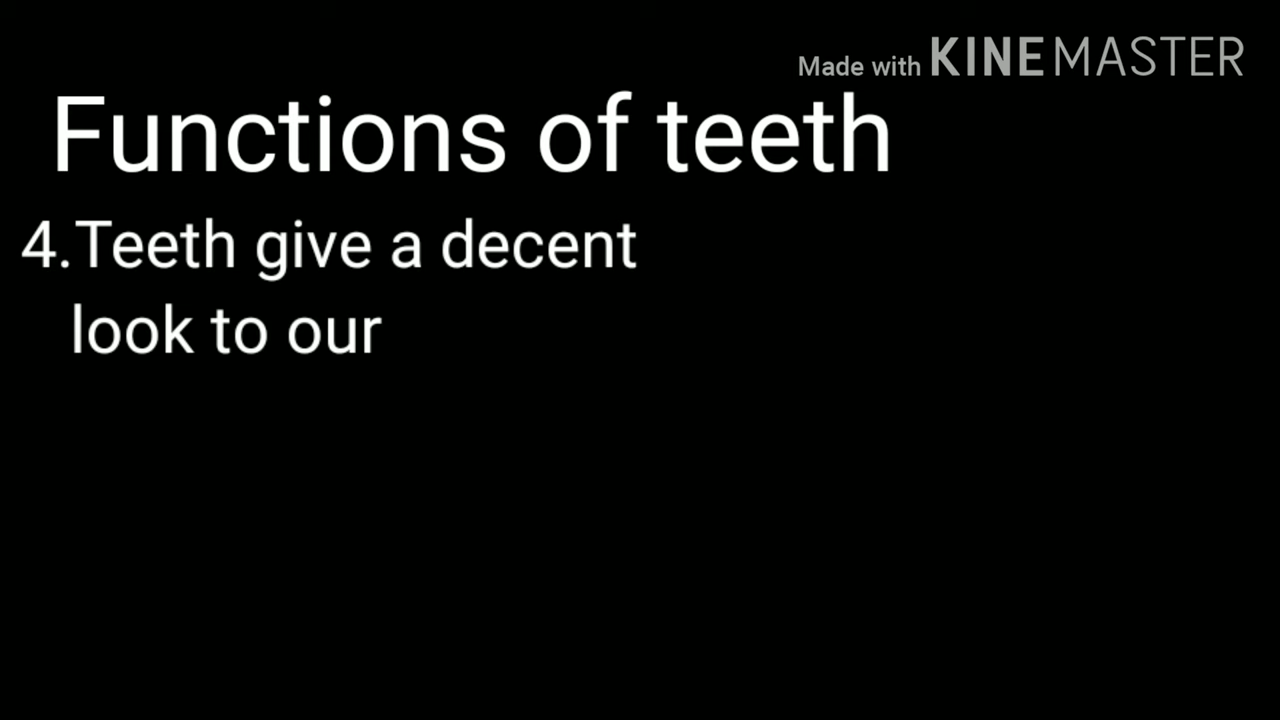 Made with KINEMASTER
Functions of teeth
4.Teeth give a decent
look to our